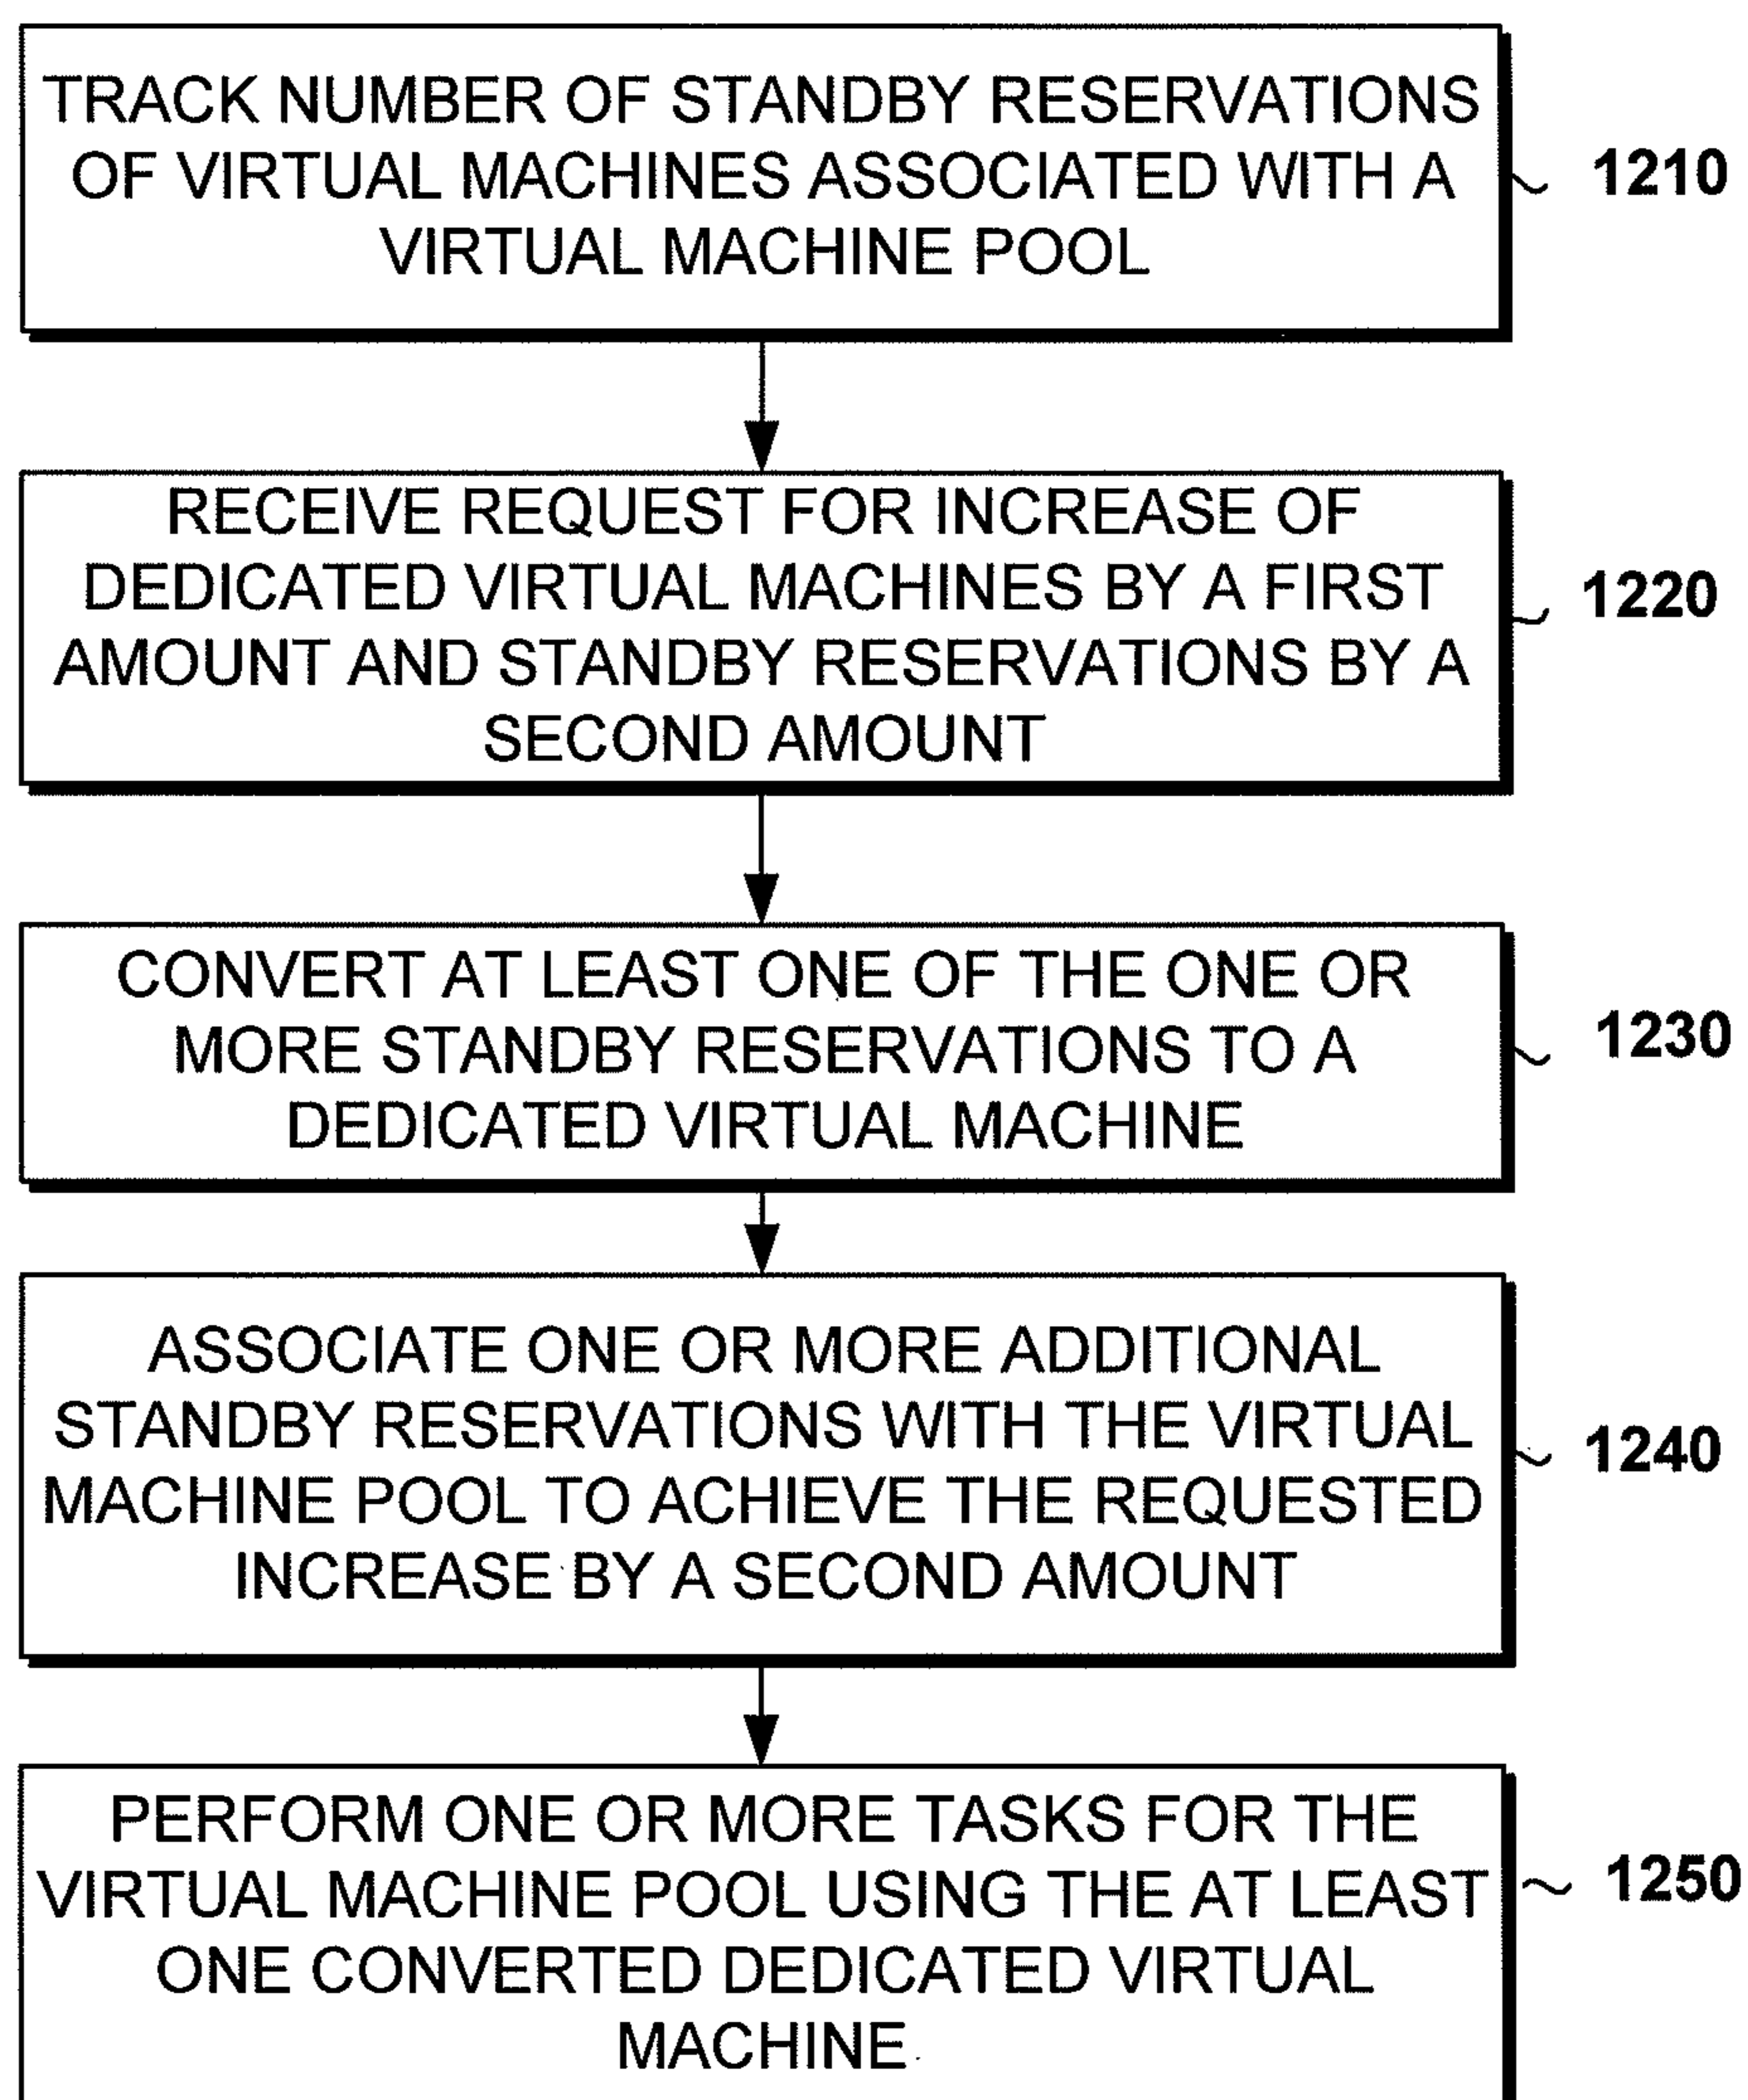 TRACK NUMBER OF STANDBY RESERVATIONS
OF VIRTUAL MACHINES ASSOCIATED WITH A
VIRTUAL MACHINE POOL
1210
RECEIVE REQUEST FOR INCREASE OF
DEDICATED VIRTUAL MACHINES BY A FIRST
AMOUNT AND STANDBY RESERVATIONS BY A
SECOND AMOUNT
1220
CONVERT AT LEAST ONE OF THE ONE OR
MORE STANDBY RESERVATIONS TO A
DEDICATED VIRTUAL MACHINE
1230
ASSOCIATE ONE OR MORE ADDITIONAL
STANDBY RESERVATIONS WITH THE VIRTUAL
MACHINE POOL TO ACHIEVE THE REQUESTED
INCREASE BY A SECOND AMOUNT
1240
PERFORM ONE OR MORE TASKS FOR THE
VIRTUAL MACHINE POOL USING THE AT LEAST
ONE CONVERTED DEDICATED VIRTUAL
MACHINE
1250